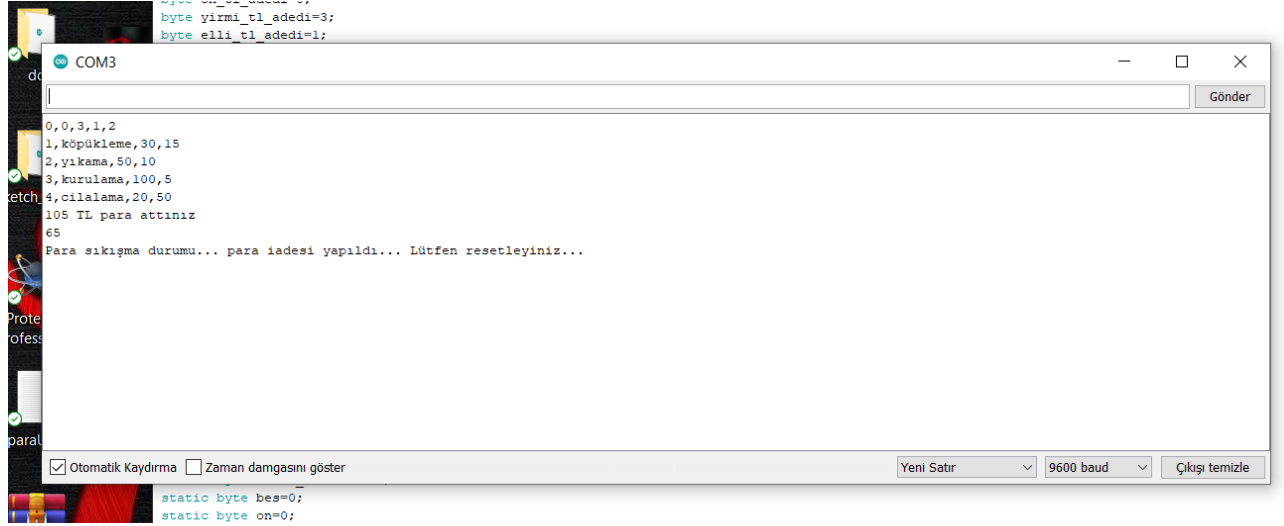 byte yirmi_tl_adedi=3;
byte elli_tl_adedi=1;
COM3
Gönder
0,0,3,1,2
1,köpükleme,30,15
2,yıkama,50,10
3,kurulama,100,5
4,cilalama,20,50
105 TL para attınız
65
Para sıkışma durumu... para iadesi yapıldı... Lütfen resetleyiniz...
Otomatik Kaydırma
Zaman damgasını göster
Yeni Satır
9600 baud
Çıkışı temizle
static byte bes=0;
static byte on=0;